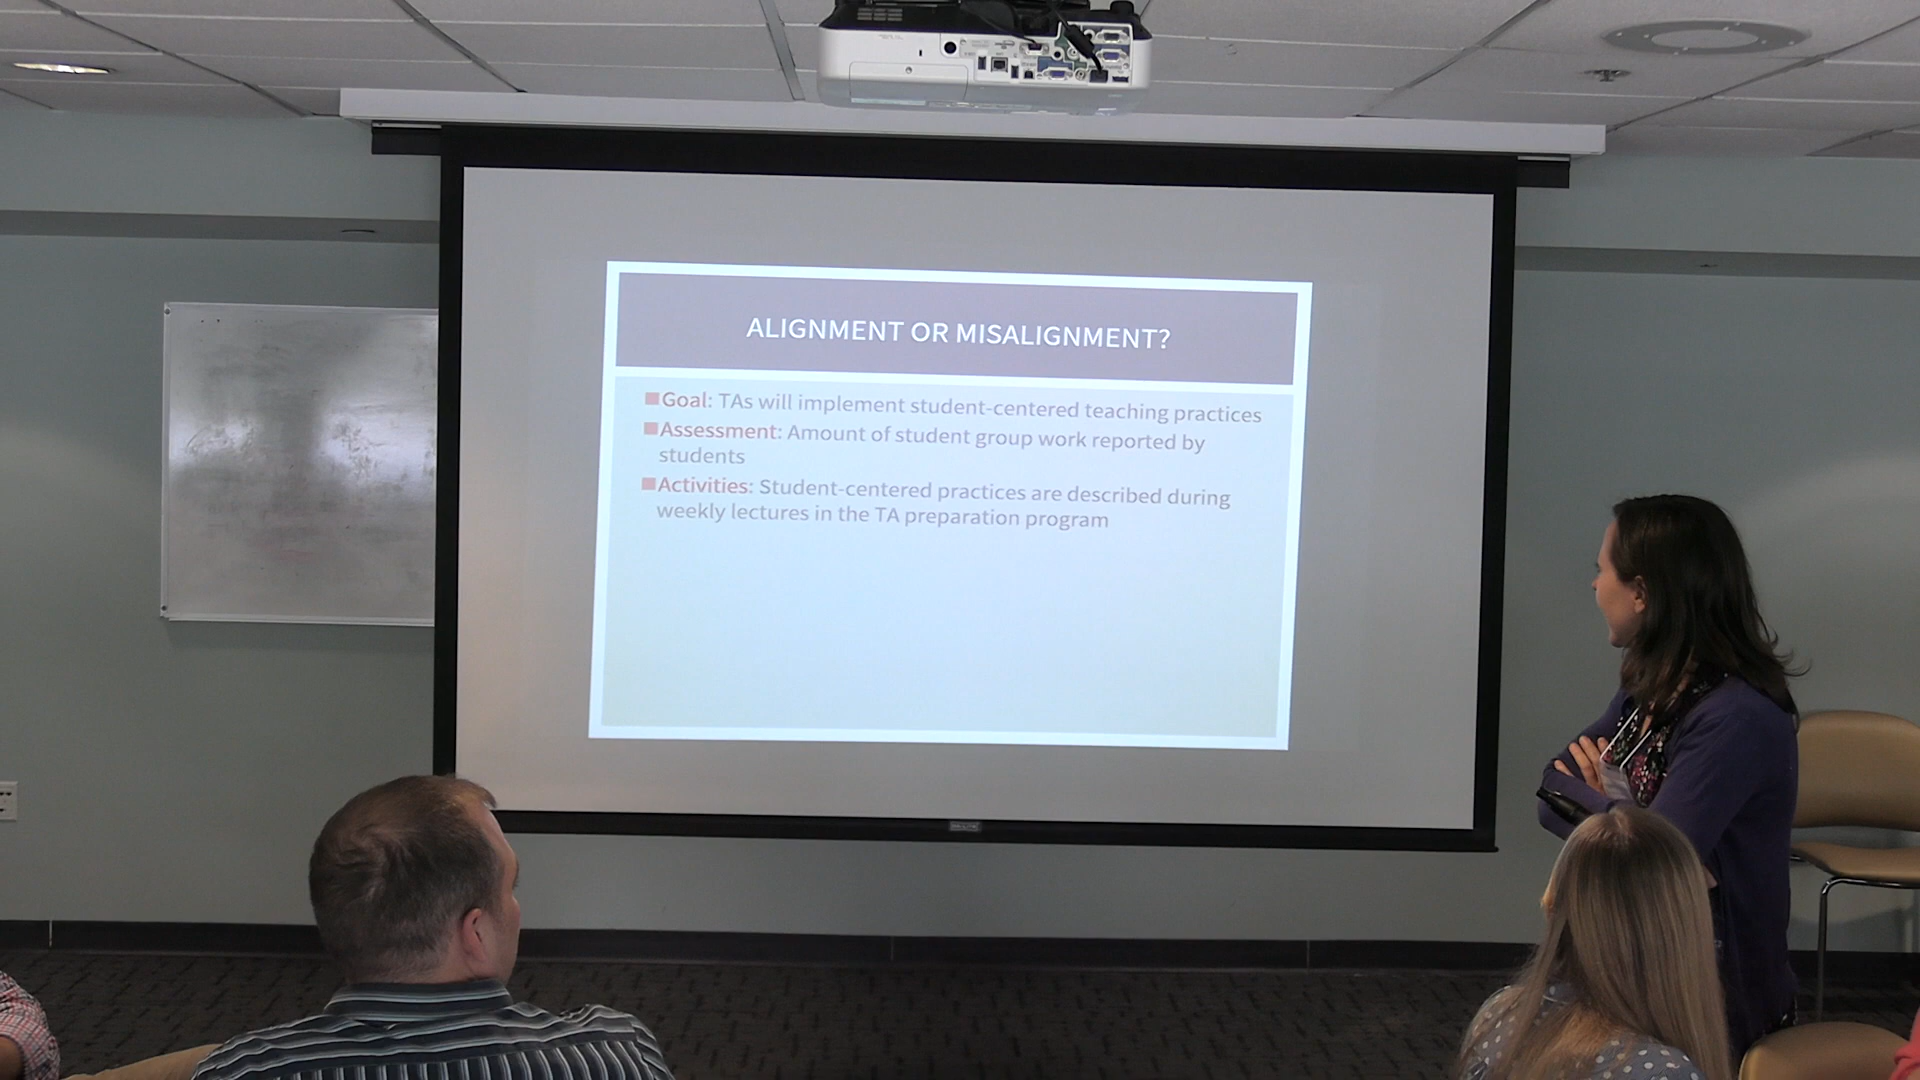 ALIGNMENT OR MISALIGNMENT?
■Goal: TAs will implement student-centered teaching practices
■Assessment: Amount of student group work reported by
students
■Activities: Student-centered practices are described during
weekly lectures in the TA preparation program